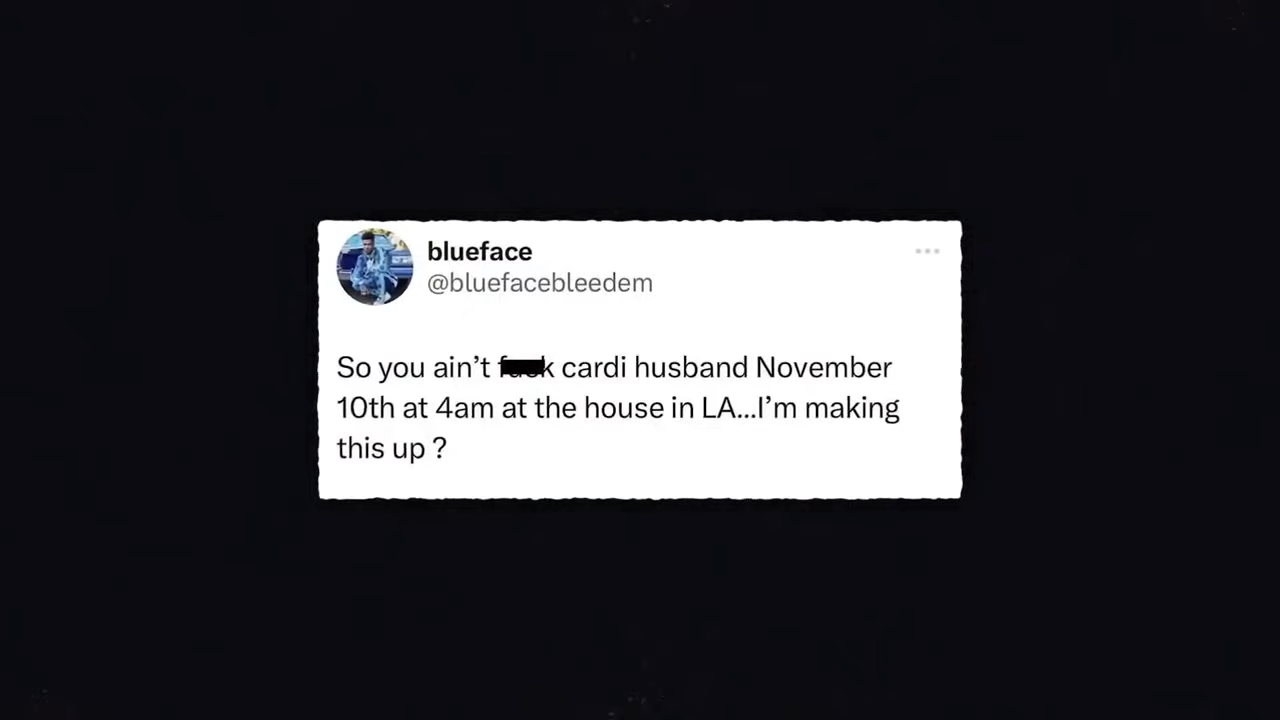 blueface
@bluefacebleedem
So you ain't fuck cardi husband November
10th at 4am at the house in LA...I'm making
this up ?